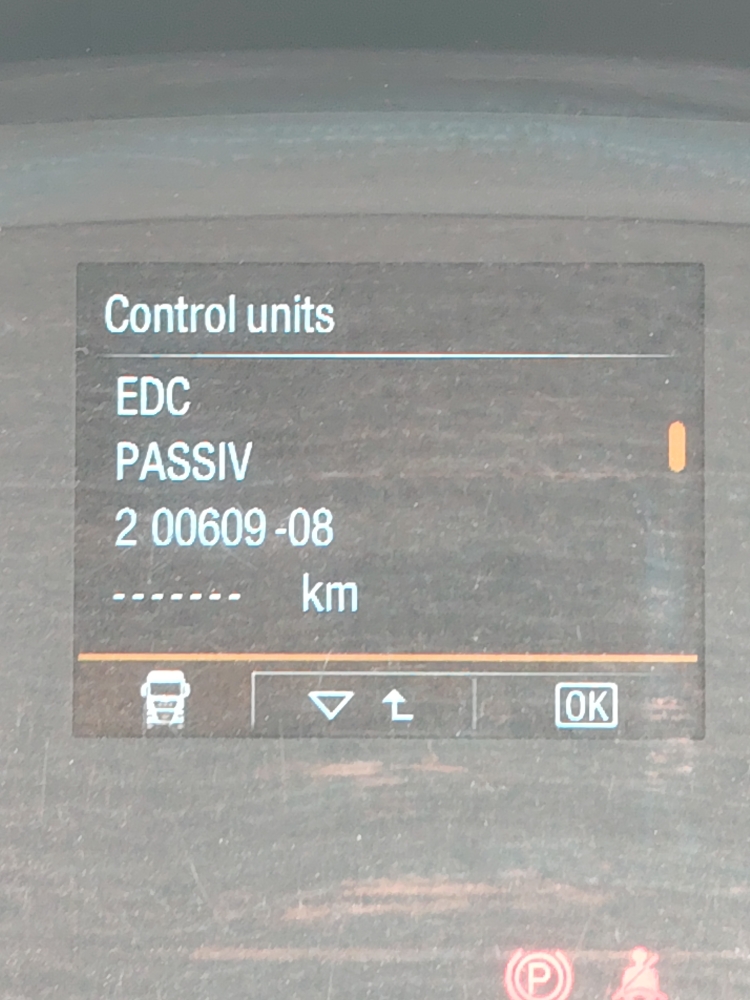 Control units
EDC
PASSIV
2 00609-08
------- km
OK
P